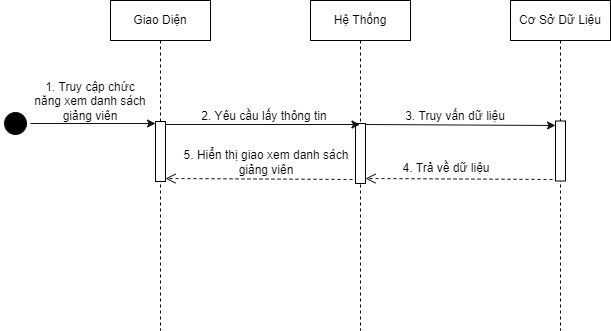 Giao Diện
Hệ Thống
Cơ Sở Dữ Liệu
1. Truy cập chức
năng xem danh sách
giảng viên
2. Yêu cầu lấy thông tin
3. Truy vấn dữ liệu
5. Hiển thị giao xem danh sách
giảng viên
4. Trả về dữ liệu